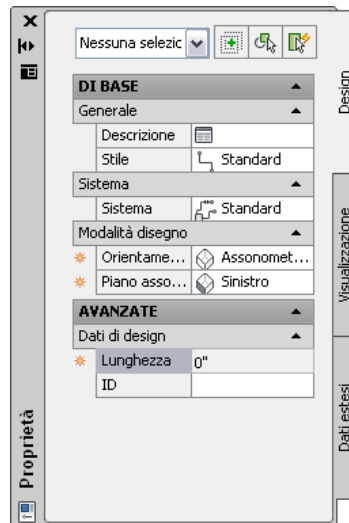 Nessuna selezic
DI BASE
Generale
Descrizione
Stile Standard
Sistema
Sistema Standard
Modalità disegno
Orientame... Assonomet...
Piano asso... Sinistro
AVANZATE
Dati di design
Lunghezza 0"
ID
Design
Visualizzazione
Dati estesi
Proprietà